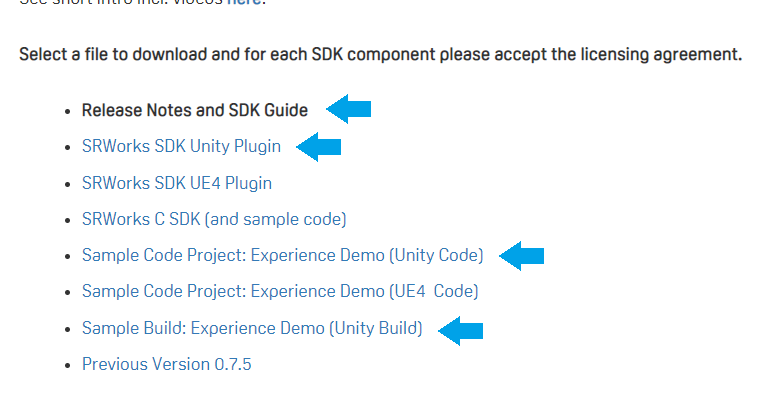 See short intro incl. videos here.
Select a file to download and for each SDK component please accept the licensing agreement.
Release Notes and SDK Guide
SRWorks SDK Unity Plugin
SRWorks SDK UE4 Plugin
SRWorks C SDK (and sample code)
Sample Code Project: Experience Demo (Unity Code)
Sample Code Project: Experience Demo (UE4 Code)
Sample Build: Experience Demo (Unity Build)
Previous Version 0.7.5